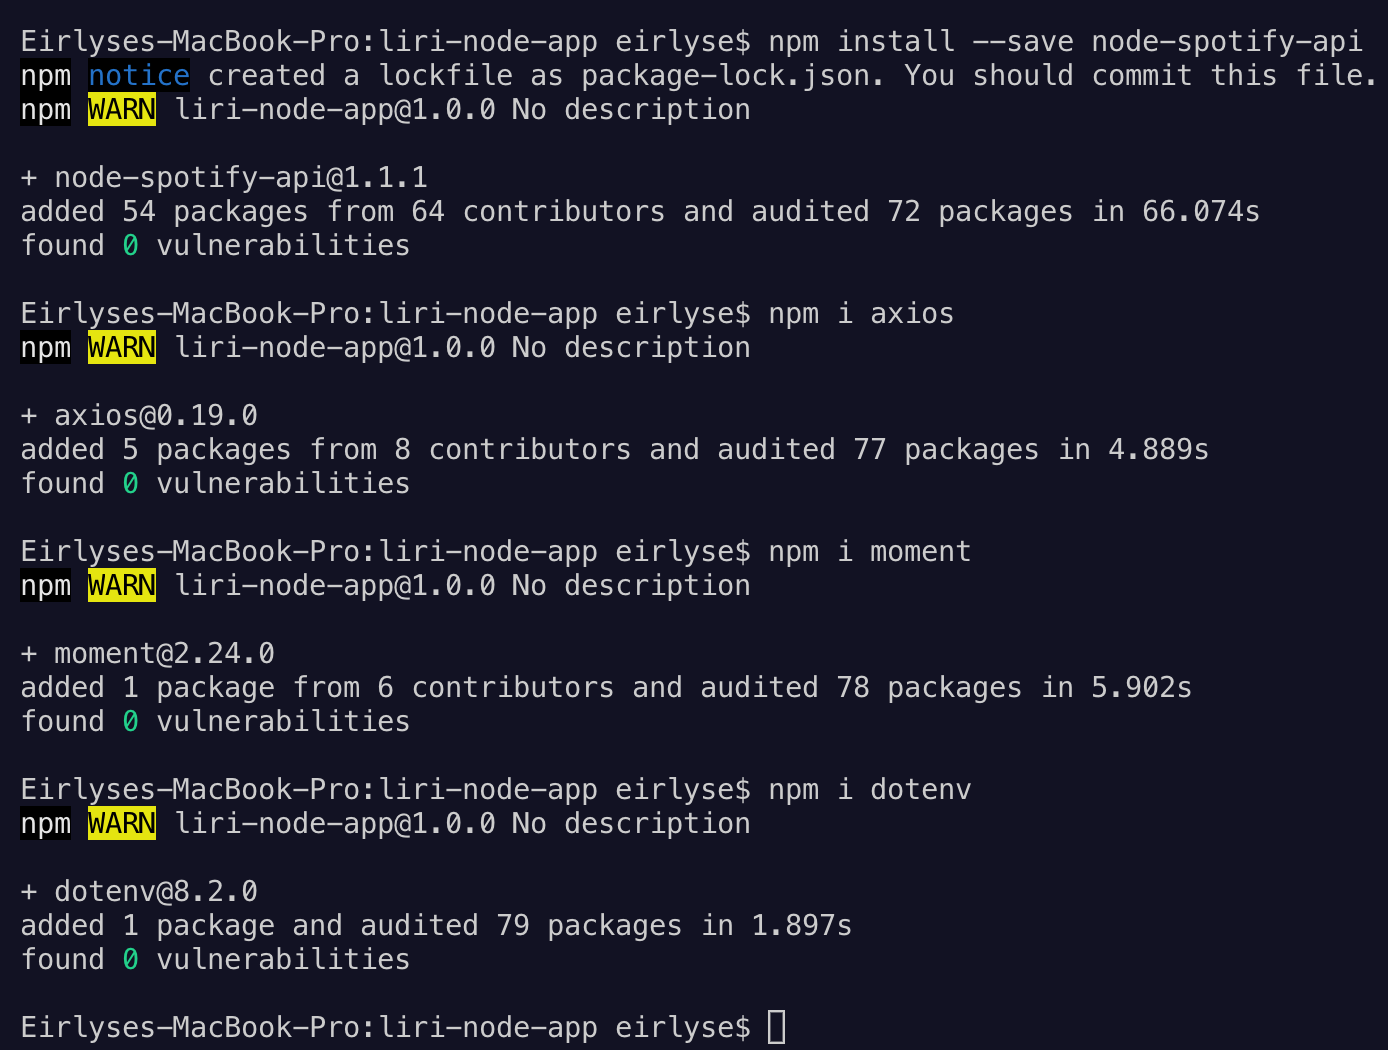 Eirlyses-MacBook-Pro:liri-node-app eirlyse$ npm install --save node-spotify-api
npm notice created a lockfile as package-lock.json. You should commit this file.
npm WARN liri-node-app@1.0.0 No description
+ node-spotify-api@1.1.1
added 54 packages from 64 contributors and audited 72 packages in 66.074s
found 0 vulnerabilities
Eirlyses-MacBook-Pro:liri-node-app eirlyse$ npm i axios
npm WARN liri-node-app@1.0.0 No description
+ axios@0.19.0
added 5 packages from 8 contributors and audited 77 packages in 4.889s
found 0 vulnerabilities
Eirlyses-MacBook-Pro:liri-node-app eirlyse$ npm i moment
npm WARN liri-node-app@1.0.0 No description
+ moment@2.24.0
added 1 package from 6 contributors and audited 78 packages in 5.902s
found 0 vulnerabilities
Eirlyses-MacBook-Pro:liri-node-app eirlyse$ npm i dotenv
npm WARN liri-node-app@1.0.0 No description
+ dotenv@8.2.0
added 1 package and audited 79 packages in 1.897s
found 0 vulnerabilities
Eirlyses-MacBook-Pro:liri-node-app eirlyse$